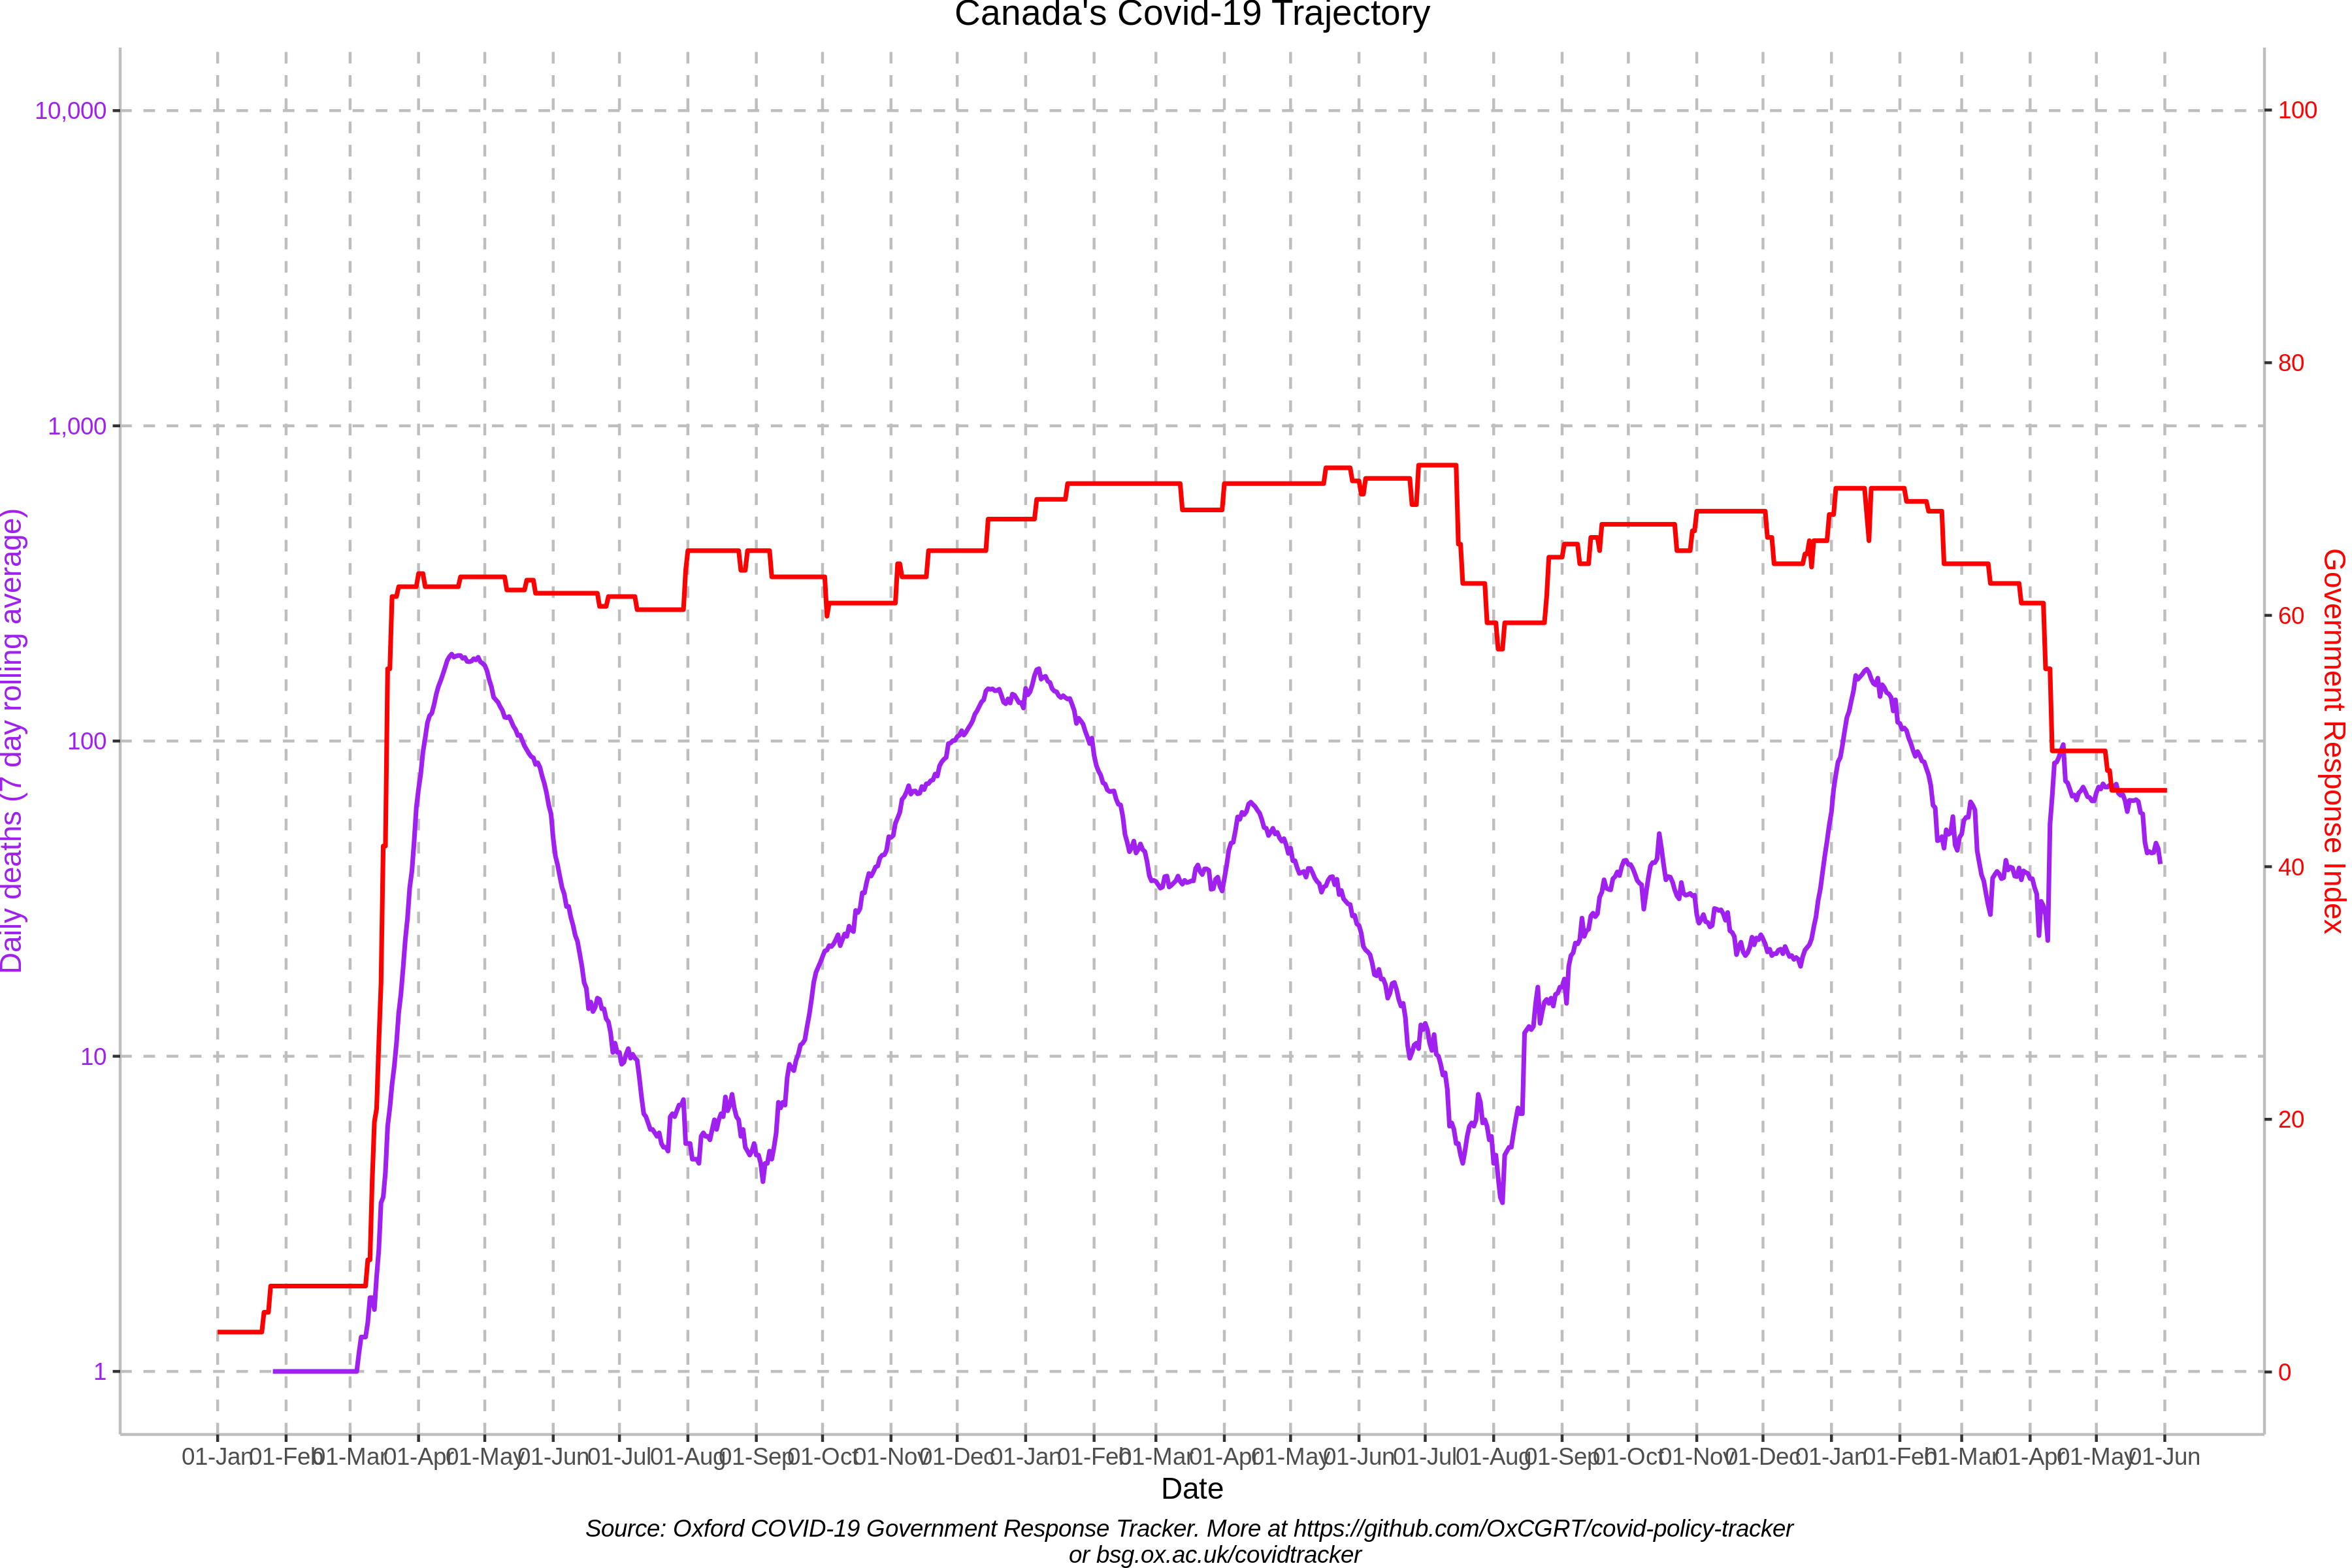 Canada's Covid-19 Trajectory
10,000
1,000
100
10
1
Daily deaths (7 day rolling average)
100
80
60
40
20
0
Government Response Index
01-Jan 01-Feb 01-Mar 01-Apr 01-May 01-Jun 01-Jul 01-Aug 01-Sep 01-Oct 01-Nov 01-Dec 01-Jan 01-Feb 01-Mar 01-Apr 01-May 01-Jun 01-Jul 01-Aug 01-Sep 01-Oct 01-Nov 01-Dec 01-Jan 01-Feb 01-Mar 01-Apr 01-May 01-Jun
Date
Source: Oxford COVID-19 Government Response Tracker. More at https://github.com/OxCGRT/covid-policy-tracker
or bsg.ox.ac.uk/covidtracker